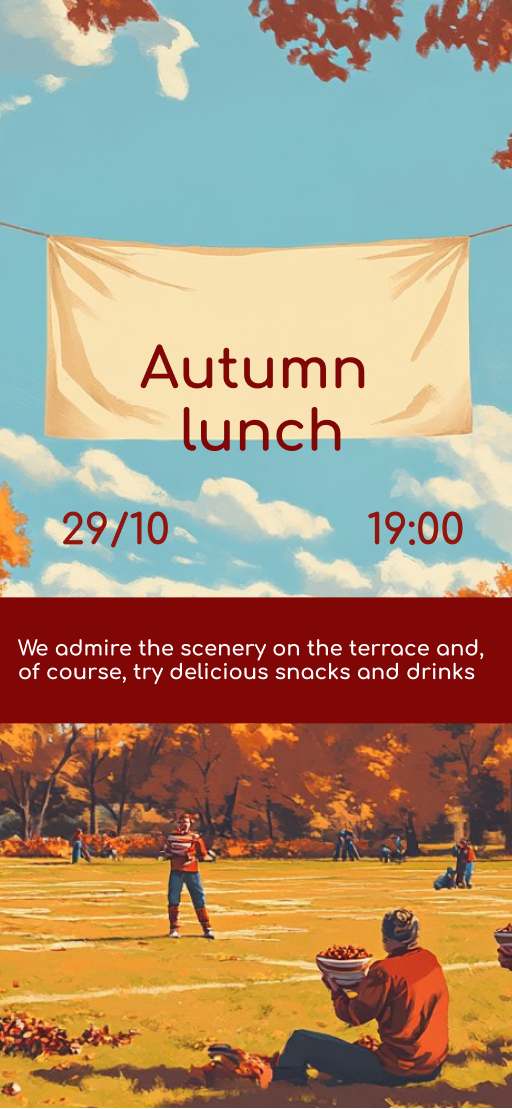 Autumn
lunch
29/10 19:00
We admire the scenery on the terrace and,
of course, try delicious snacks and drinks